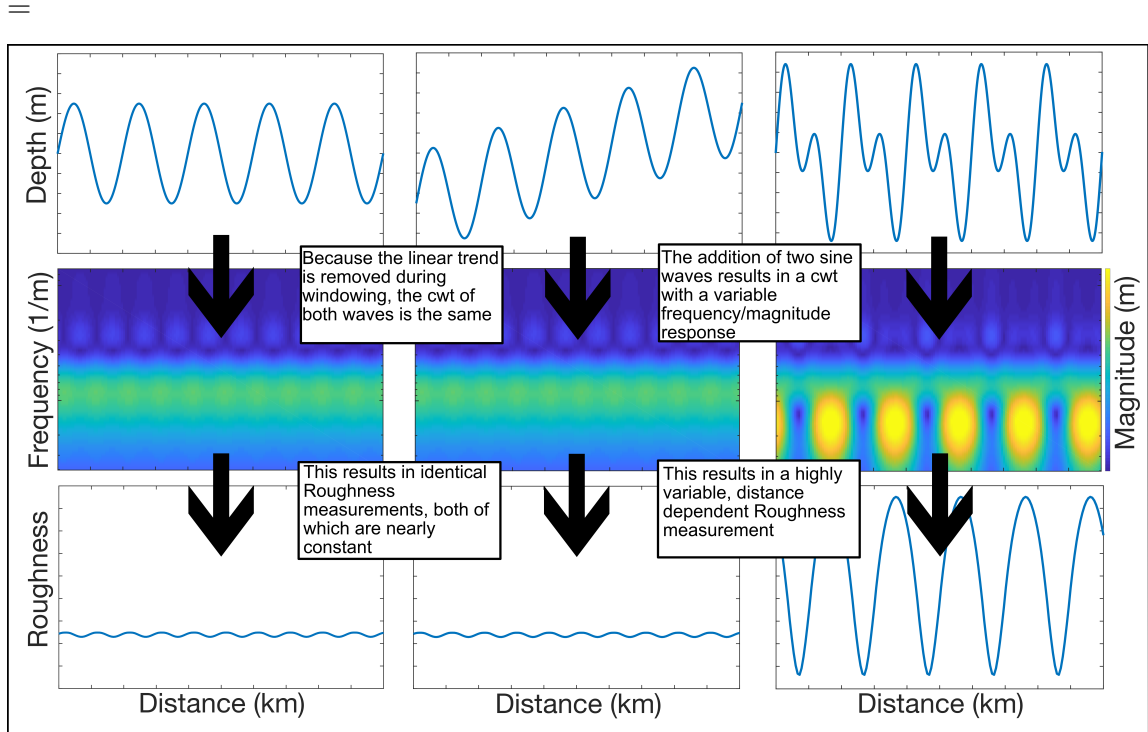 =
Depth (m)
Because the linear trend
is removed during
windowing, the cwt of
both waves is the same
The addition of two sine
waves results in a cwt
with a variable
frequency/magnitude
response
Frequency (1/m)
Magnitude (m)
This results in identical
Roughness
measurements, both of
which are nearly
constant
This results in a highly
variable, distance
dependent Roughness
measurement
Roughness
Distance (km)
Distance (km)
Distance (km)